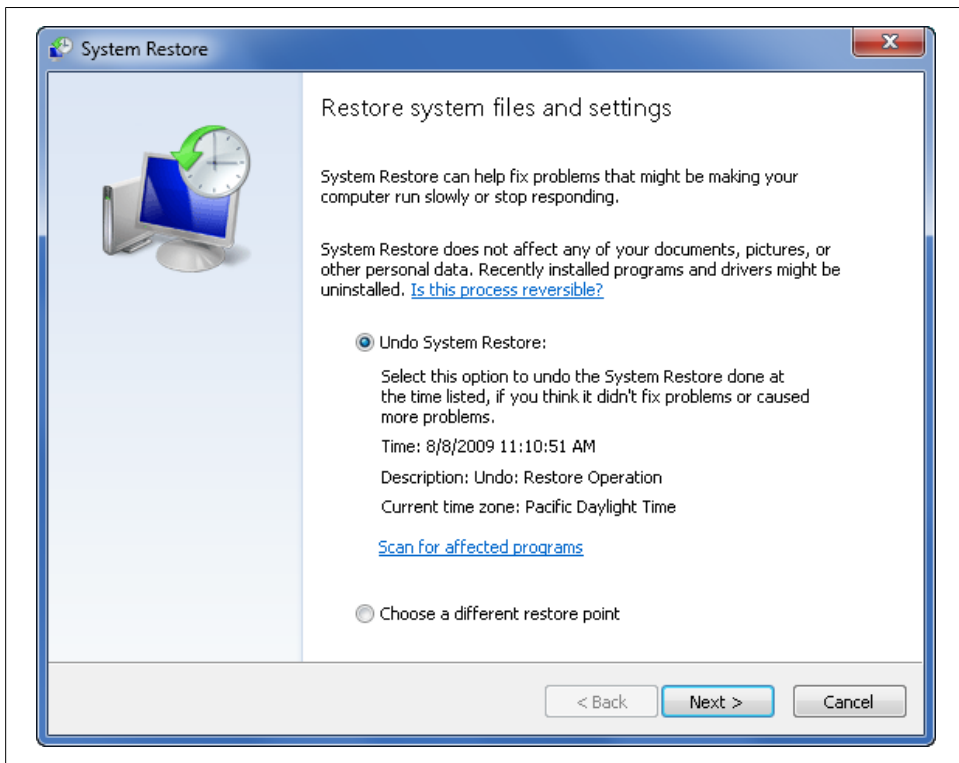 System Restore
Restore system files and settings
System Restore can help fix problems that might be making your
computer run slowly or stop responding.
System Restore does not affect any of your documents, pictures, or
other personal data. Recently installed programs and drivers might be
uninstalled. Is this process reversible?
Undo System Restore:
Select this option to undo the System Restore done at
the time listed, if you think it didn't fix problems or caused
more problems.
Time: 8/8/2009 11:10:51 AM
Description: Undo: Restore Operation
Current time zone: Pacific Daylight Time
Scan for affected programs
Choose a different restore point
< Back Next > Cancel